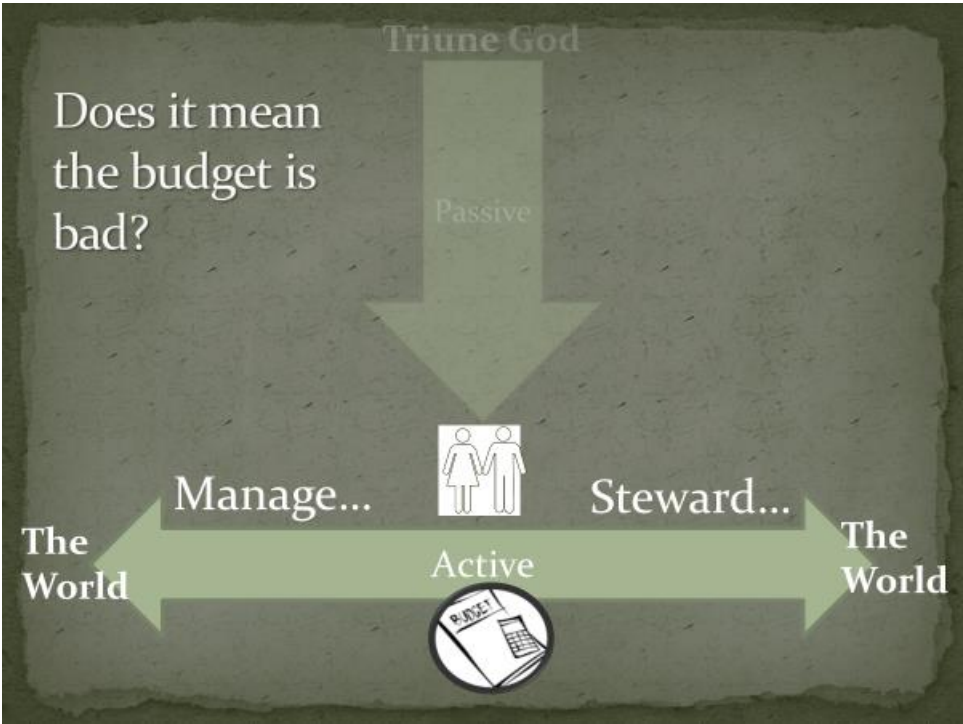 Triune God
Does it mean
the budget is
bad?
Passive
Manage...
Steward...
The
World
Active
The
World
BUDGET